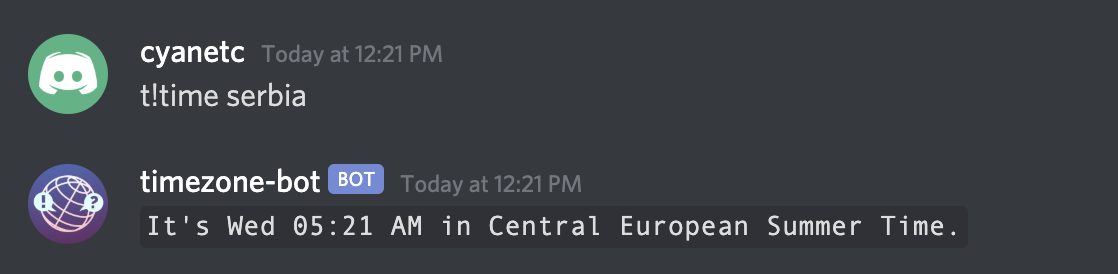 cyanetc Today at 12:21 PM
t!time serbia
timezone-bot BOT Today at 12:21 PM
It's Wed 05:21 AM in Central European Summer Time.